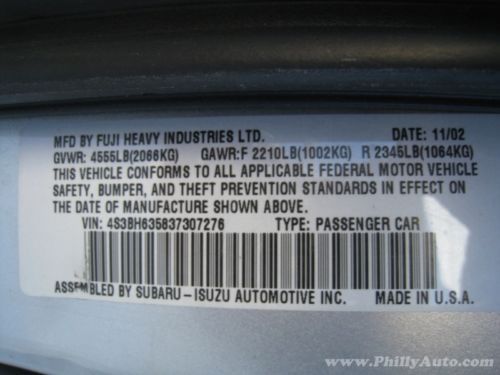 MFD BY FUJI HEAVY INDUSTRIES LTD. DATE: 11/02
GVWR: 4555LB(2066KG) GAWR:F 2210LB(1002KG) R 2345LB(1064KG)
THIS VEHICLE CONFORMS TO ALL APPLICABLE FEDERAL MOTOR VEHICLE
SAFETY, BUMPER, AND THEFT PREVENTION STANDARDS IN EFFECT ON
THE DATE OF MANUFACTURE SHOWN ABOVE.
VIN: 4S3BH635837307276 TYPE: PASSENGER CAR
ASSEMBLED BY SUBARU-ISUZU AUTOMOTIVE INC. MADE IN U.S.A.
www.PhillyAuto.com